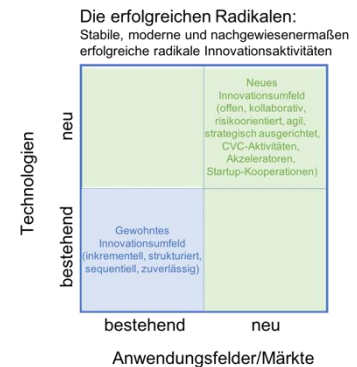 Die erfolgreichen Radikalen:
Stabile, moderne und nachgewiesenermaßen
erfolgreiche radikale Innovationsaktivitäten
Technologien
neu
bestehend
Neues
Innovationsumfeld
(offen, kollaborativ,
risikoorientiert, agil,
strategisch ausgerichtet,
CVC-Aktivitäten,
Akzeleratoren,
Startup-Kooperationen)
Gewohntes
Innovationsumfeld
(inkrementell, strukturiert,
sequentiell, zuverlässig)
bestehend
neu
Anwendungsfelder/Märkte